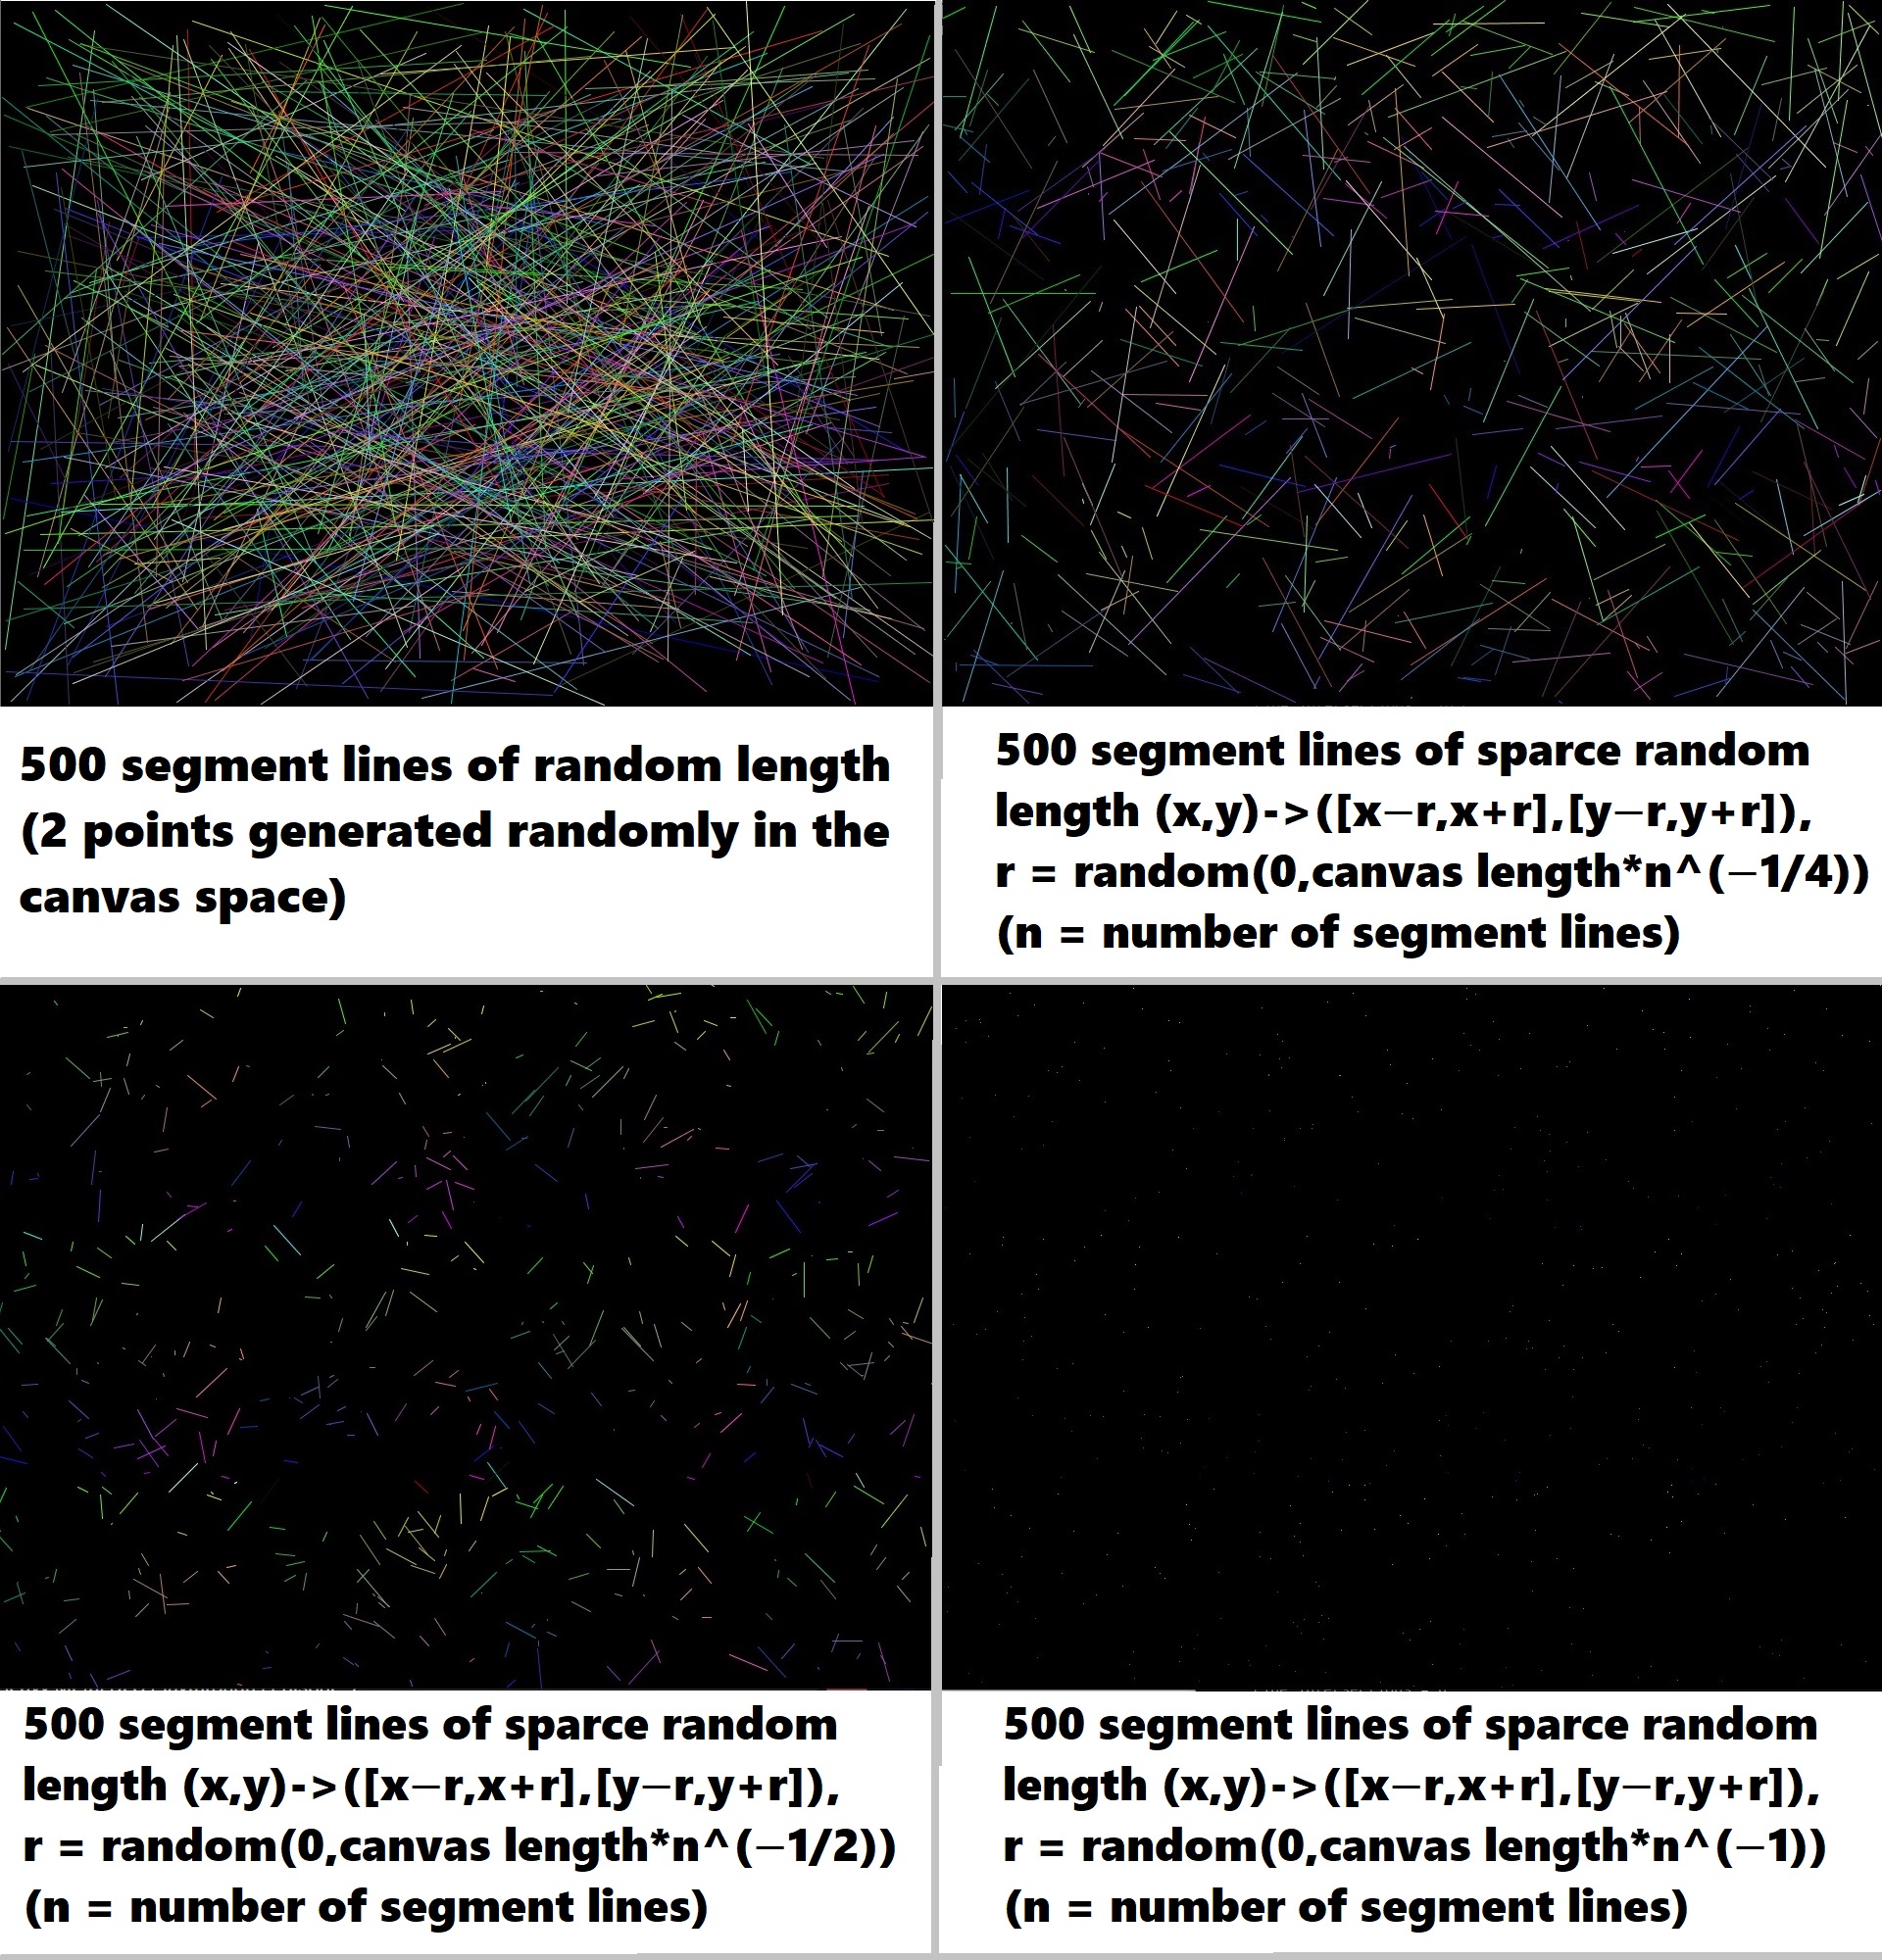 500 segment lines of random length
(2 points generated randomly in the
canvas space)
500 segment lines of sparce random
length (x,y)->([x−r,x+r],[y−r,y+r]),
r = random(0,canvas length*n^(−1/4))
(n = number of segment lines)
500 segment lines of sparce random
length (x,y)->([x−r,x+r],[y−r,y+r]),
r = random(0,canvas length*n^(−1/2))
(n = number of segment lines)
500 segment lines of sparce random
length (x,y)->([x−r,x+r],[y−r,y+r]),
r = random(0,canvas length*n^(−1))
(n = number of segment lines)